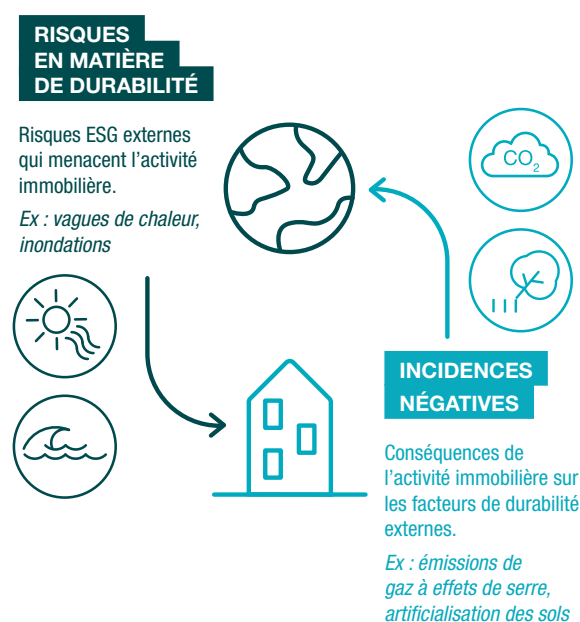 RISQUES
EN MATIÈRE
DE DURABILITÉ
Risques ESG externes
qui menacent l'activité
immobilière.
Ex : vagues de chaleur,
inondations
CO₂
INCIDENCES
NÉGATIVES
Conséquences de
l'activité immobilière sur
les facteurs de durabilité
externes.
Ex : émissions de
gaz à effets de serre,
artificialisation des sols